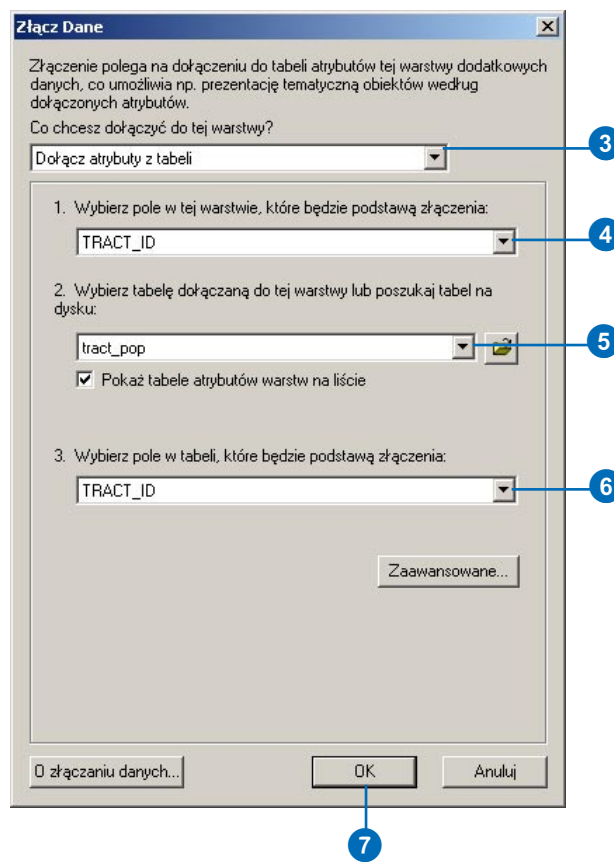 Złącz Dane
Złączenie polega na dołączeniu do tabeli atrybutów tej warstwy dodatkowych
danych, co umożliwia np. prezentację tematyczną obiektów według
dołączonych atrybutów.
Co chcesz dołączyć do tej warstwy?
3
Dołącz atrybuty z tabeli
1. Wybierz pole w tej warstwie, które będzie podstawą złączenia:
TRACT_ID
4
2. Wybierz tabelę dołączaną do tej warstwy lub poszukaj tabel na
dysku:
tract_pop
5
Pokaż tabele atrybutów warstw na liście
3. Wybierz pole w tabeli, które będzie podstawą złączenia:
TRACT_ID
6
Zaawansowane...
O złączaniu danych...
OK
Anuluj
7